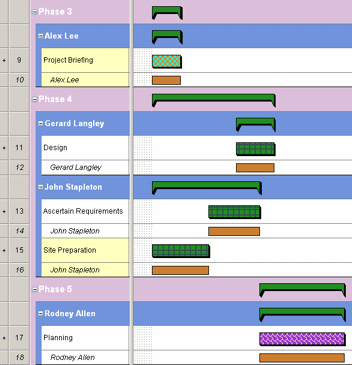 Phase 3
Alex Lee
9 Project Briefing
10 Alex Lee
Phase 4
Gerard Langley
11 Design
12 Gerard Langley
John Stapleton
13 Ascertain Requirements
14 John Stapleton
15 Site Preparation
16 John Stapleton
Phase 5
Rodney Allen
17 Planning
18 Rodney Allen